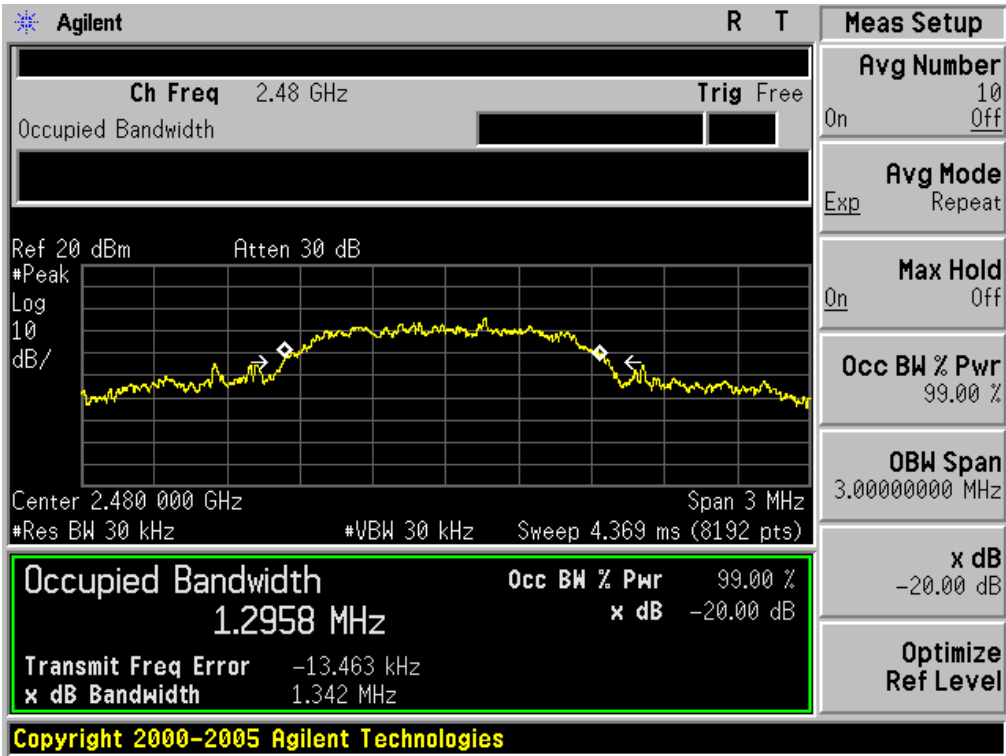 Agilent R T
Ch Freq 2.48 GHz Trig Free
Occupied Bandwidth
Ref 20 dBm Atten 30 dB
#Peak
Log
10
dB/
Center 2.480 000 GHz Span 3 MHz
#Res BW 30 kHz #VBW 30 kHz Sweep 4.369 ms (8192 pts)
Occupied Bandwidth
1.2958 MHz
Occ BW % Pwr 99.00 %
x dB -20.00 dB
Transmit Freq Error -13.463 kHz
x dB Bandwidth 1.342 MHz
Copyright 2000-2005 Agilent Technologies
Meas Setup
Avg Number
10
On Off
Avg Mode
Exp Repeat
Max Hold
On Off
Occ BW % Pwr
99.00 %
OBW Span
3.00000000 MHz
x dB
-20.00 dB
Optimize
Ref Level